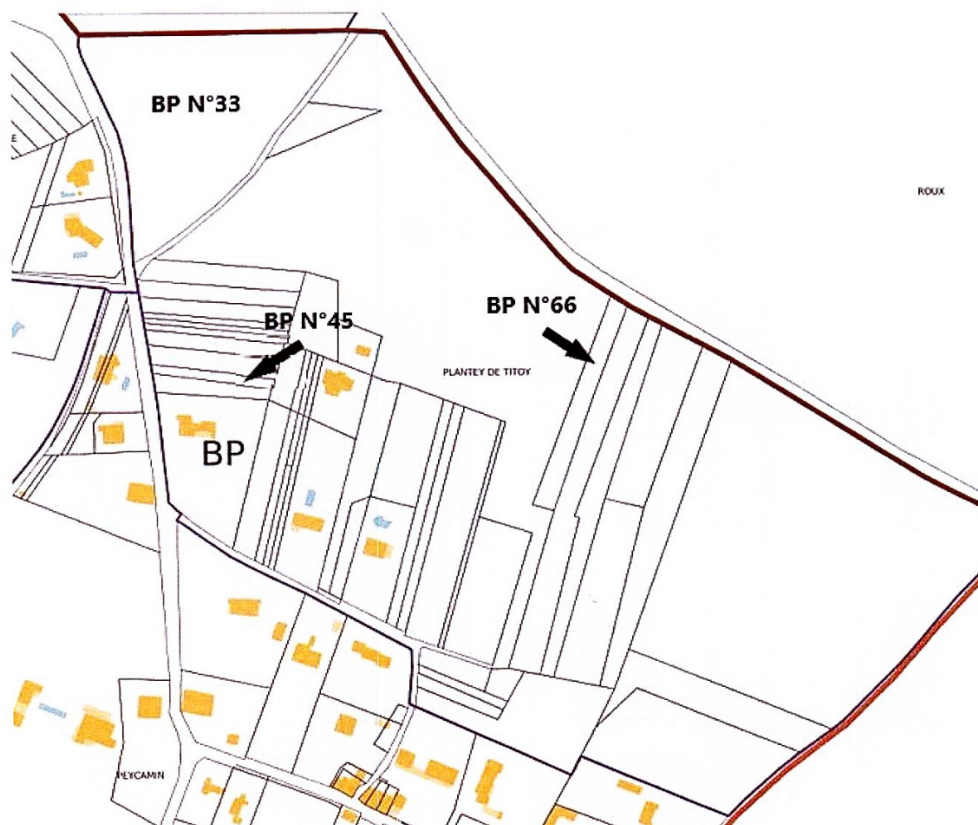 BP N°33
E
ROUX
BP N°45
BP N°66
PLANTEY DE TITOY
BP
PEYCAMIN